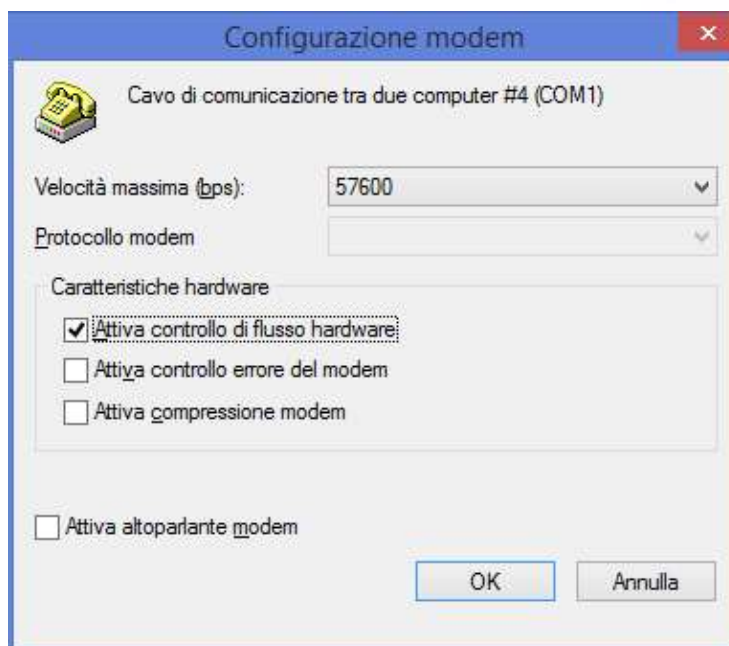 Configurazione modem
Cavo di comunicazione tra due computer #4 (COM1)
Velocità massima (bps):
57600
Protocollo modem
Caratteristiche hardware
Attiva controllo di flusso hardware
Attiva controllo errore del modem
Attiva compressione modem
Attiva altoparlante modem
OK
Annulla